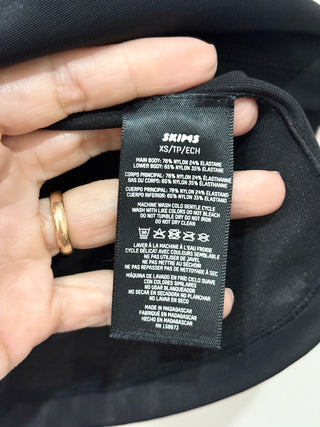 SKIMS
XS/TP/ECH
MAIN BODY: 76% NYLON 24% ELASTANE
LOWER BODY: 65% NYLON 35% ELASTANE
CORPS PRINCIPAL: 76% NYLON 24% ELASTHANNE
BAS DU CORPS: 65% NYLON 35% ELASTHANNE
CUERPO PRINCIPAL: 76% NYLON 24% ELASTANO
CUERPO INFERIOR: 65% NYLON 35% ELASTANO
MACHINE WASH COLD GENTLE CYCLE
WASH WITH LIKE COLORS DO NOT BLEACH
DO NOT TUMBLE DRY DO NOT IRON
DO NOT DRY CLEAN
30
LAVER À LA MACHINE À L'EAU FROIDE
CYCLE DÉLICAT AVEC COULEURS SEMBLABLE
NE PAS UTILISER DE JAVEL
NE PAS METTRE AU SÉCHOIR
NE PAS REPASSER PAS DE NETTOYAGE À SEC
MÁQUINA DE LAVADO EN FRÍO CICLO SUAVE
CON COLORES SIMILARES
NO USAR BLANQUEADOR
NO SECAR EN SECADORA NO PLANCHAR
NO LAVAR EN SECO
MADE IN MADAGASCAR
FABRIQUÉ EN MADAGASCAR
HECHO EN MADAGASCAR
RN 158973